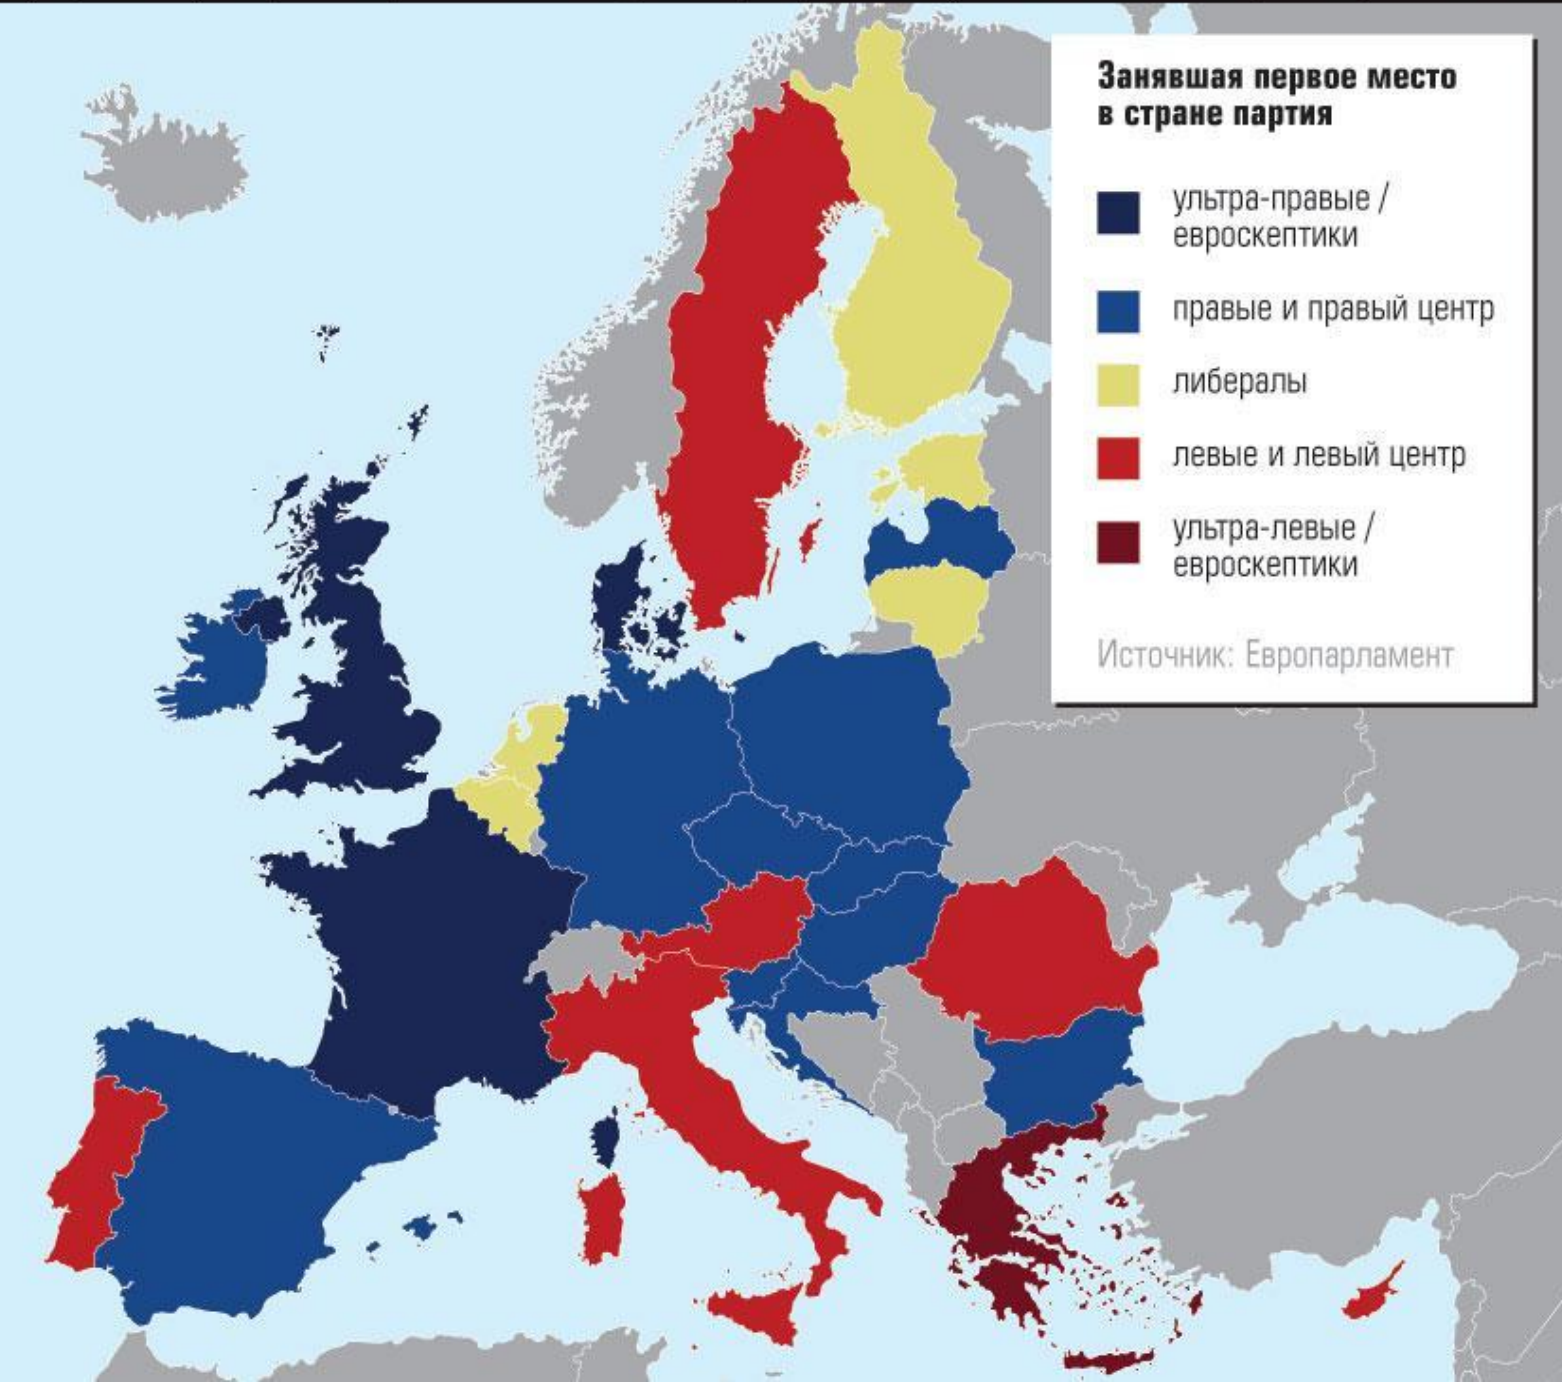 Занявшая первое место
в стране партия
ультра-правые /
евроскептики
правые и правый центр
либералы
левые и левый центр
ультра-левые /
евроскептики
Источник: Европарламент